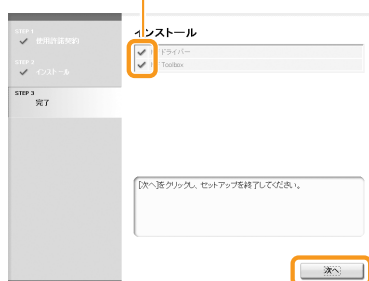 STEP 1
使用許諾契約
STEP 2
インストール
STEP 3
完了
インストール
ドライバー
Toolbox
[次へ]をクリックし、セットアップを終了してください。
次へ